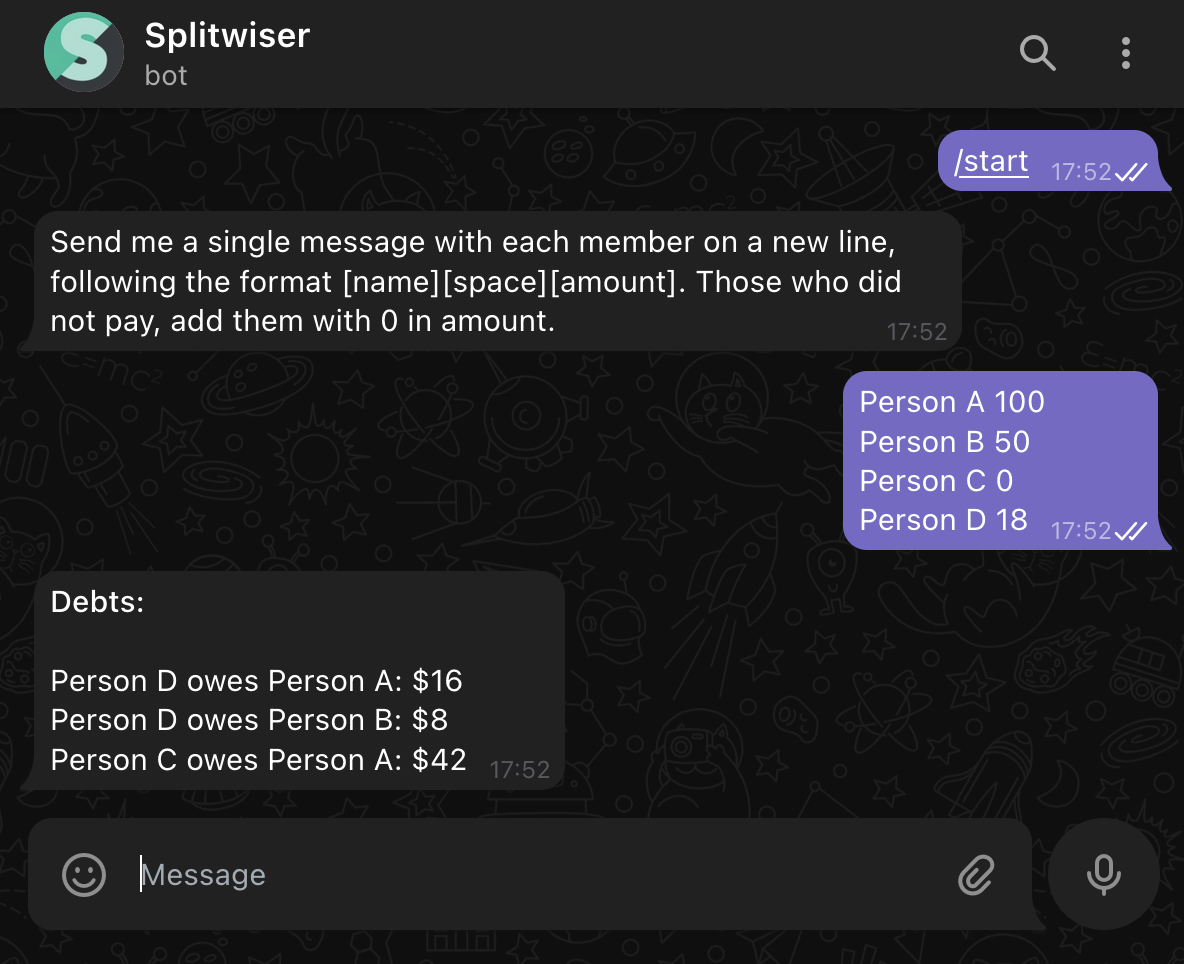 Splitwiser
bot
/start 17:52
Send me a single message with each member on a new line,
following the format [name][space][amount]. Those who did
not pay, add them with 0 in amount.
17:52
Person A 100
Person B 50
Person C 0
Person D 18 17:52
Debts:
Person D owes Person A: $16
Person D owes Person B: $8
Person C owes Person A: $42 17:52
Message